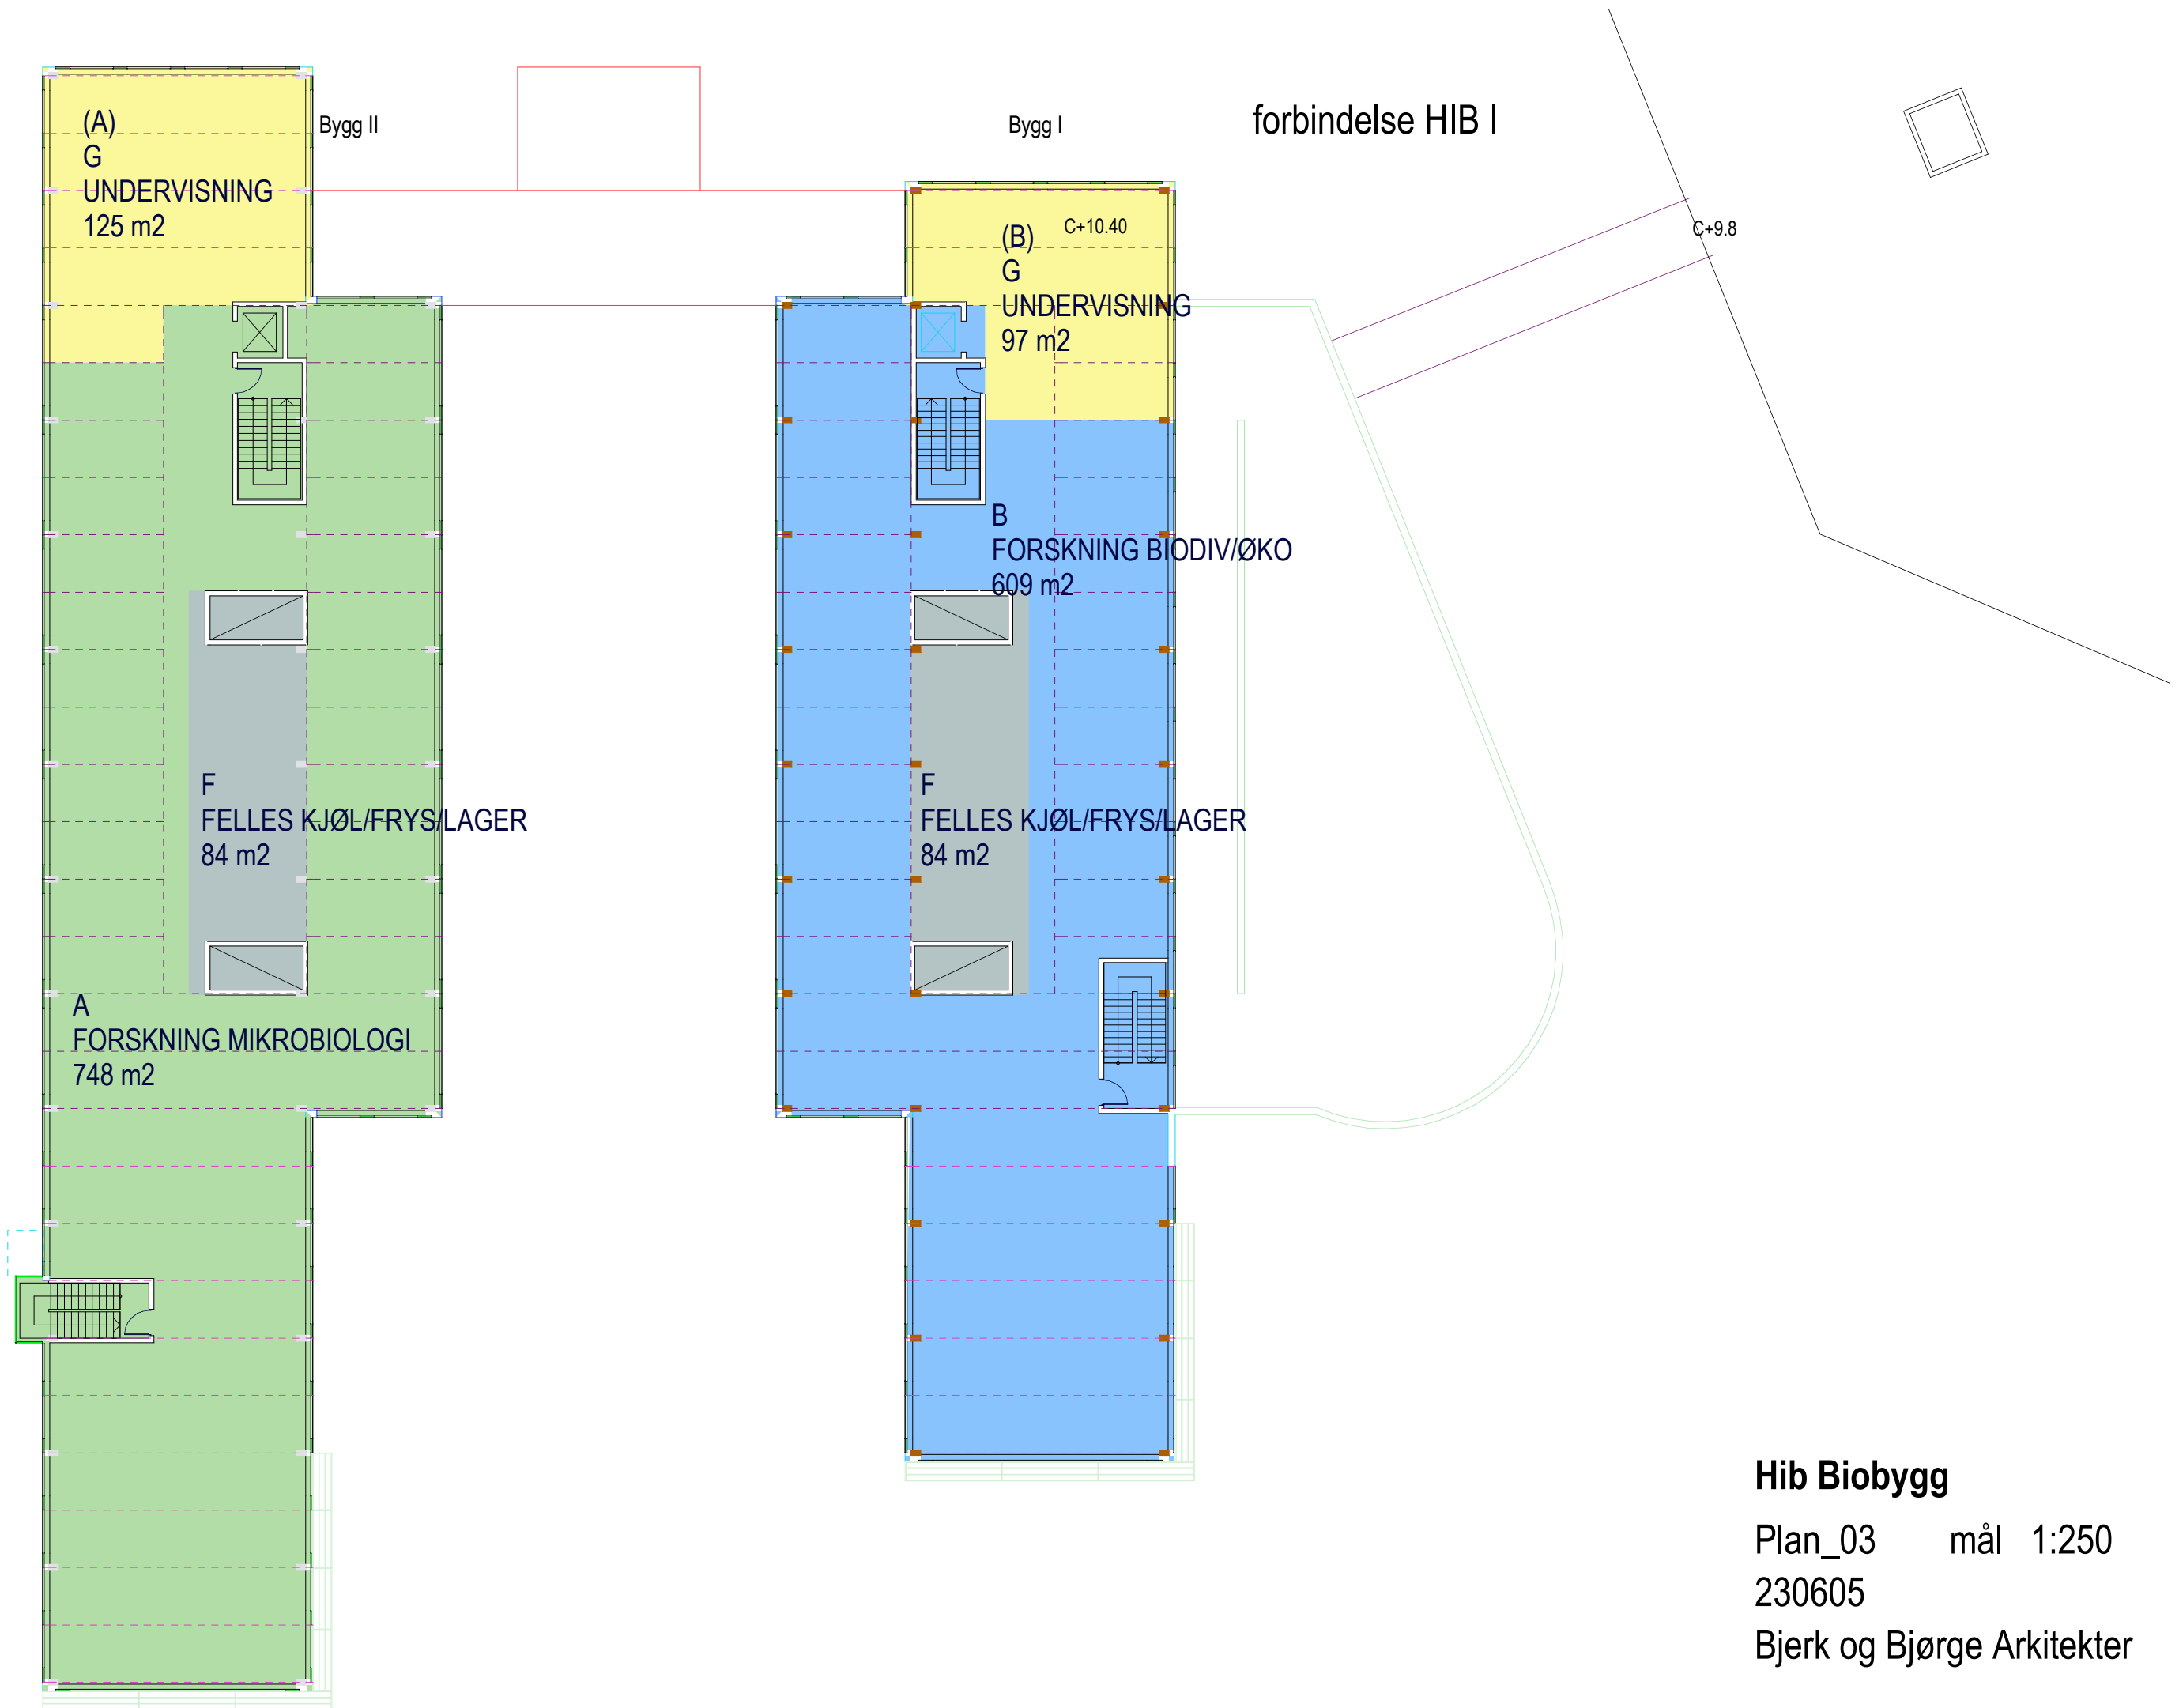 (A)
G
UNDERVISNING
125 m2
Bygg II
Bygg I
forbindelse HIB I
(B)
G
UNDERVISNING
97 m2
C+10.40
C+9.8
B
FORSKNING BIODIV/ØKO
609 m2
F
FELLES KJØL/FRYS/LAGER
84 m2
F
FELLES KJØL/FRYS/LAGER
84 m2
A
FORSKNING MIKROBIOLOGI
748 m2
Hib Biobygg
Plan_03 mål 1:250
230605
Bjerk og Bjørge Arkitekter